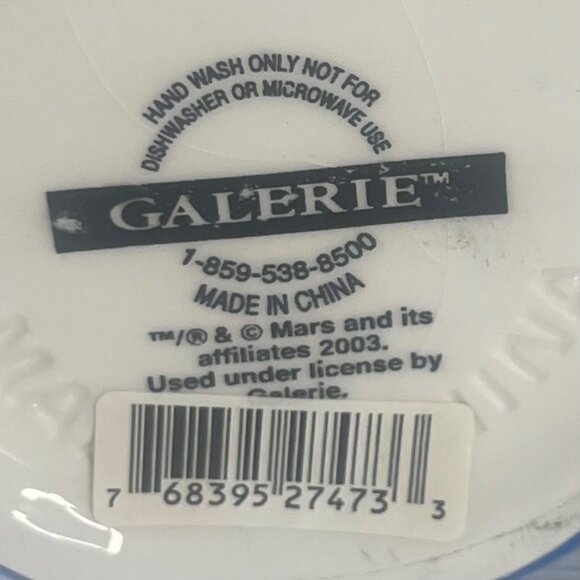 HAND WASH ONLY NOT FOR
DISHWASHER OR MICROWAVE USE
GALERIE™
1-859-538-8500
MADE IN CHINA
™/® & © Mars and its
affiliates 2003.
Used under license by
Galerie.
7 68395 27473 3